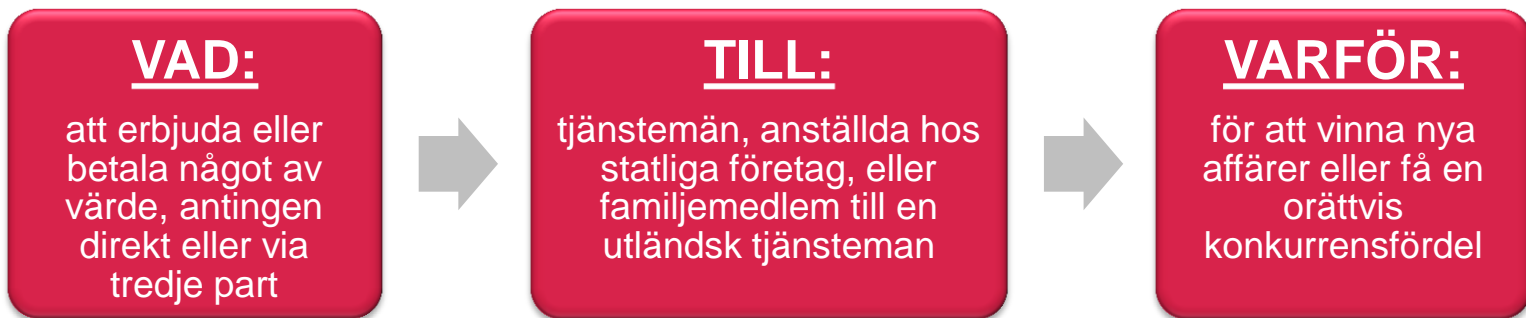 VAD:
att erbjuda eller
betala något av
värde, antingen
direkt eller via
tredje part
TILL:
tjänstemän, anställda hos
statliga företag, eller
familjemedlem till en
utländsk tjänsteman
VARFÖR:
för att vinna nya
affärer eller få en
orättvis
konkurrensfördel